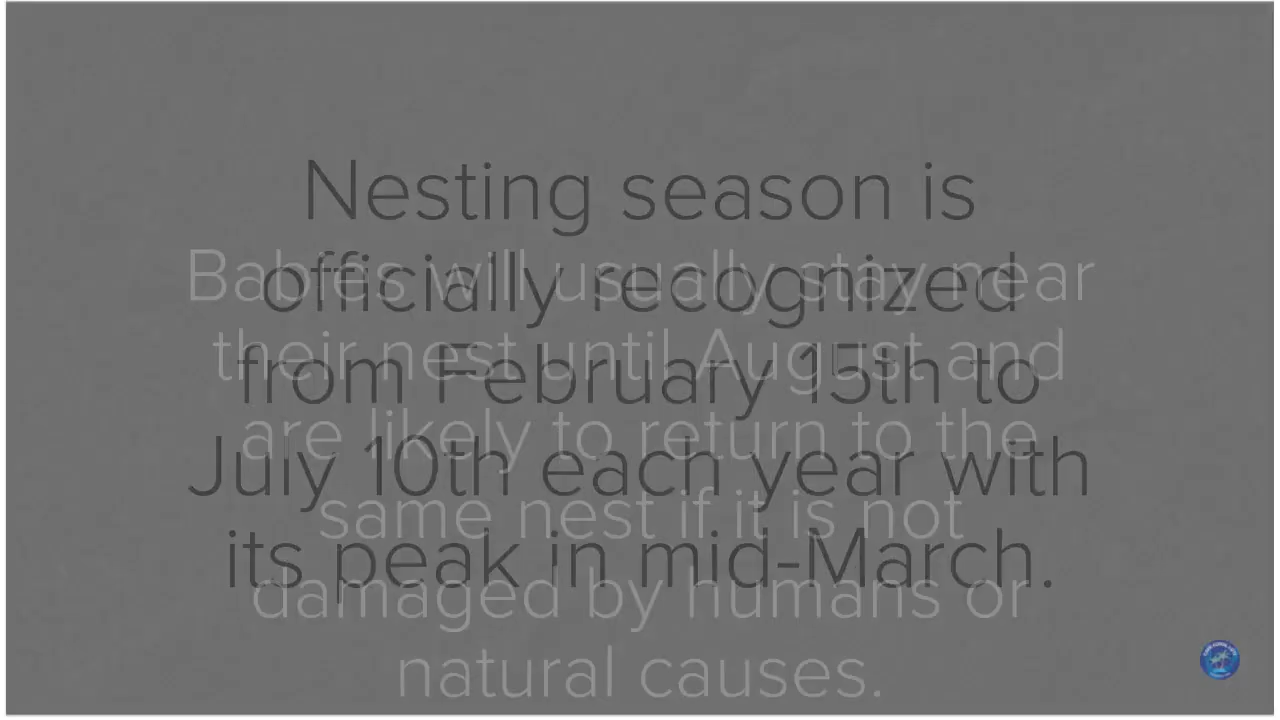 Nesting season is
officially recognized
from February 15th to
July 10th each year with
its peak in mid-March.
Babies will usually stay near
their nest until August and
are likely to return to the
same nest if it is not
damaged by humans or
natural causes.